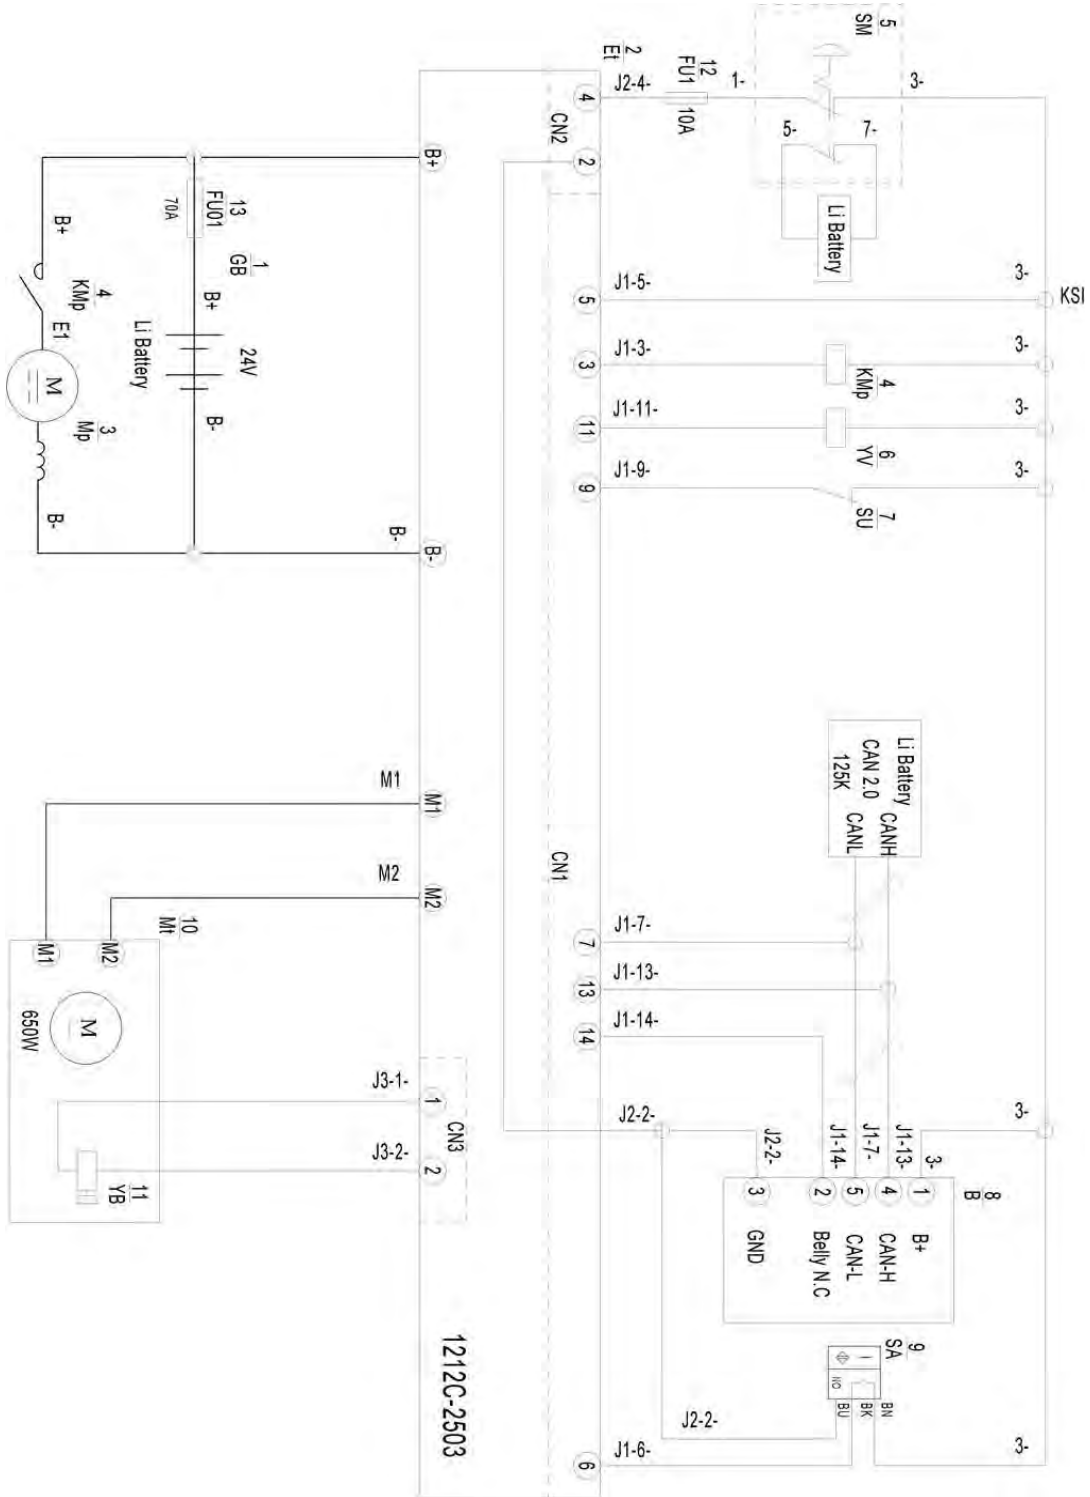 5
SM
2
Et
12
FU1
10A
J2-4-
1-
3-
4
CN2
2
5-
7-
Li Battery
B+
13
FU01
70A
1
GB
B+
24V
Li Battery
B-
B+
4
KMp
E1
M
3
Mp
B-
B-
B-
J1-5-
3-
KSI
5
J1-3-
3-
3
4
KMp
J1-11-
3-
11
6
YV
J1-9-
3-
9
7
SU
Li Battery
CAN 2.0
125K
CANH
CANL
M1
M1
M2
M2
CN1
10
Mt
M1
M2
M
650W
J1-7-
7
J1-13-
13
J1-14-
14
J3-1-
1
CN3
J3-2-
2
11
YB
J2-2-
J2-2-
J1-14-
J1-7-
J1-13-
3-
3-
3
2
5
4
1
8
B
GND
Belly N.C
CAN-L
CAN-H
B+
9
SA
NO
BU
BK
BN
J2-2-
J1-6-
3-
6
1212C-2503